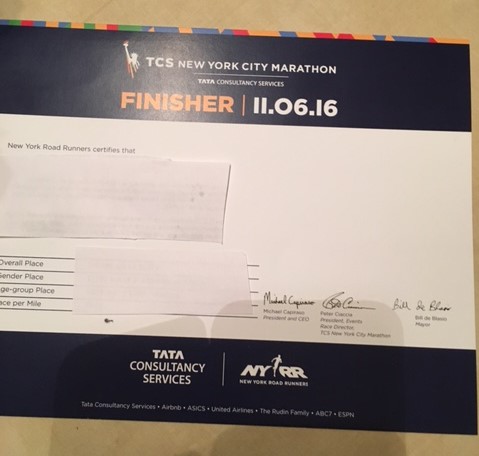 TCS NEW YORK CITY MARATHON
TATA CONSULTANCY SERVICES
FINISHER | 11.06.16
New York Road Runners certifies that
Overall Place
Gender Place
ge-group Place
ace per Mile
Michael Capiraso
President and CEO
Peter Ciaccia
President, Events
Race Director,
TCS New York City Marathon
Bill de Blasio
Mayor
TATA
CONSULTANCY
SERVICES
NYRR
NEW YORK ROAD RUNNERS
Tata Consultancy Services • Airbnb • ASICS • United Airlines • The Rudin Family • ABC7 • ESPN